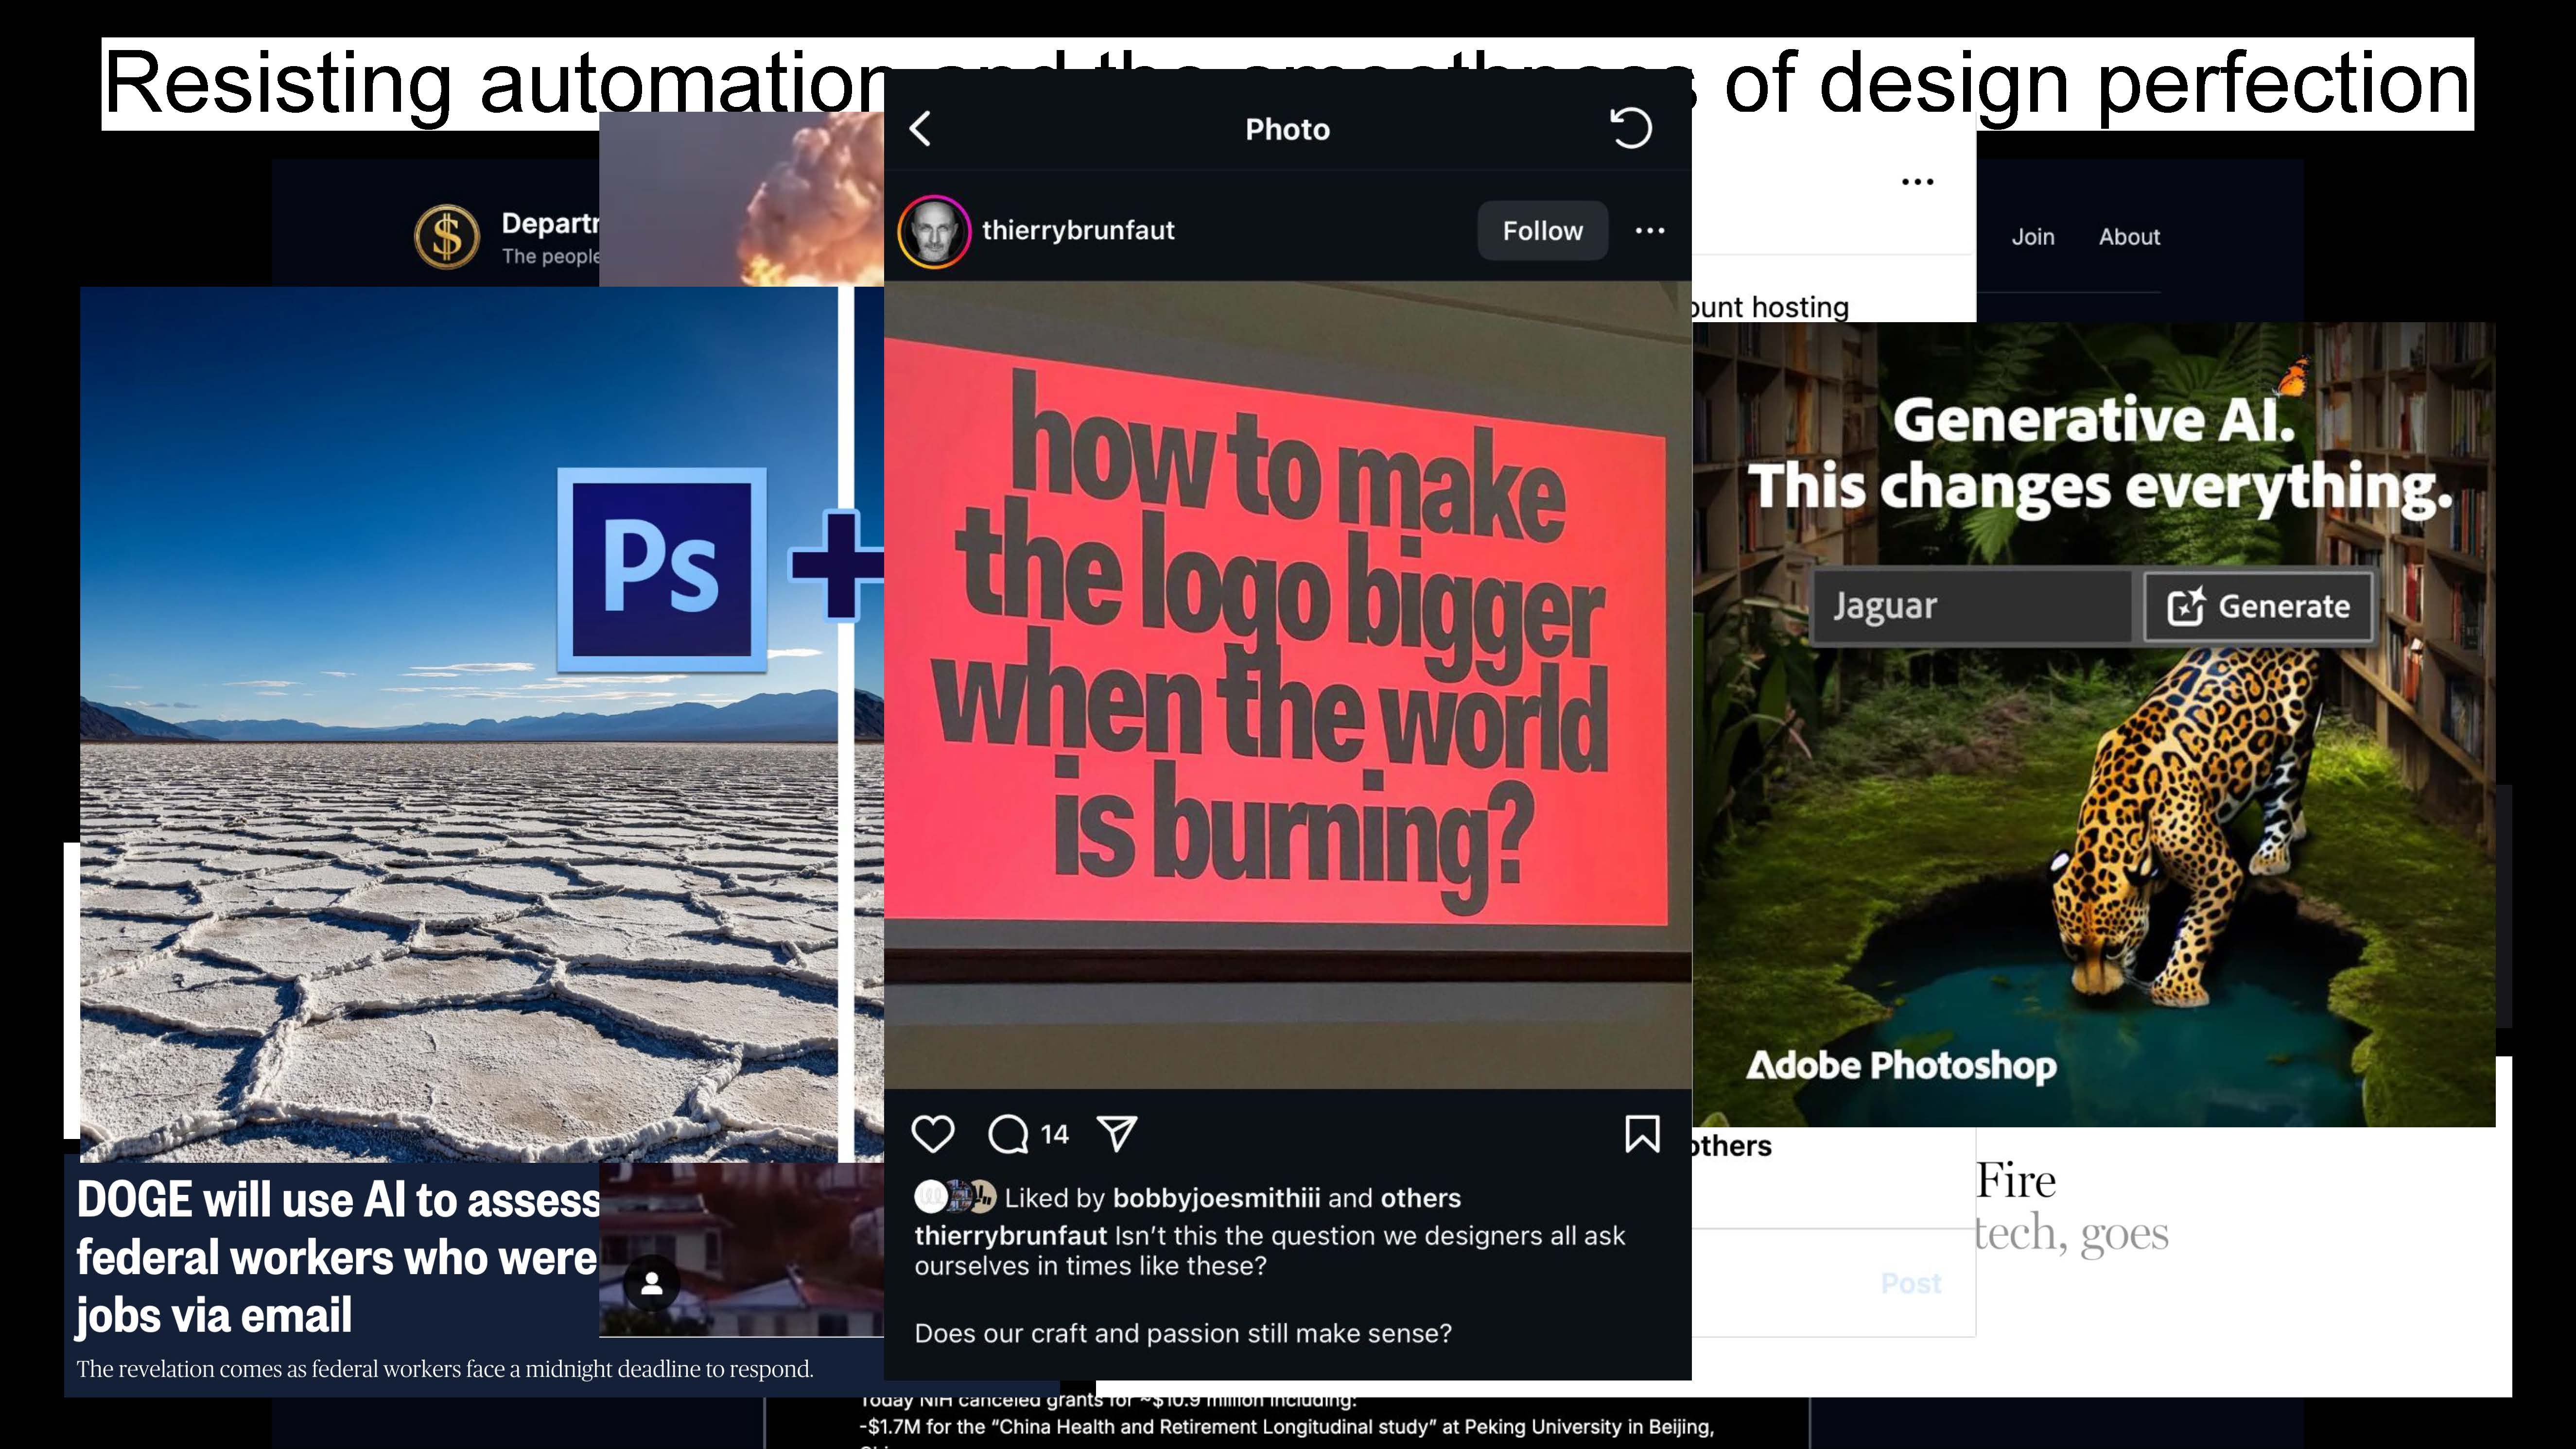 Resisting automation and the smoothness of design perfection
Photo
thierrybrunfaut
Follow
Departm
The people
Join About
ount hosting
how to make
the logo bigger
when the world
is burning?
Ps
Generative AI.
This changes everything.
Jaguar
Generate
Adobe Photoshop
14
Liked by bobbyjoesmithiii and others
thierrybrunfaut Isn't this the question we designers all ask
ourselves in times like these?
Does our craft and passion still make sense?
others
Post
Fire
tech, goes
DOGE will use AI to assess
federal workers who were
jobs via email
The revelation comes as federal workers face a midnight deadline to respond.
Today NIH canceled grants for ~$10.9 million including:
-$1.7M for the "China Health and Retirement Longitudinal study" at Peking University in Beijing,